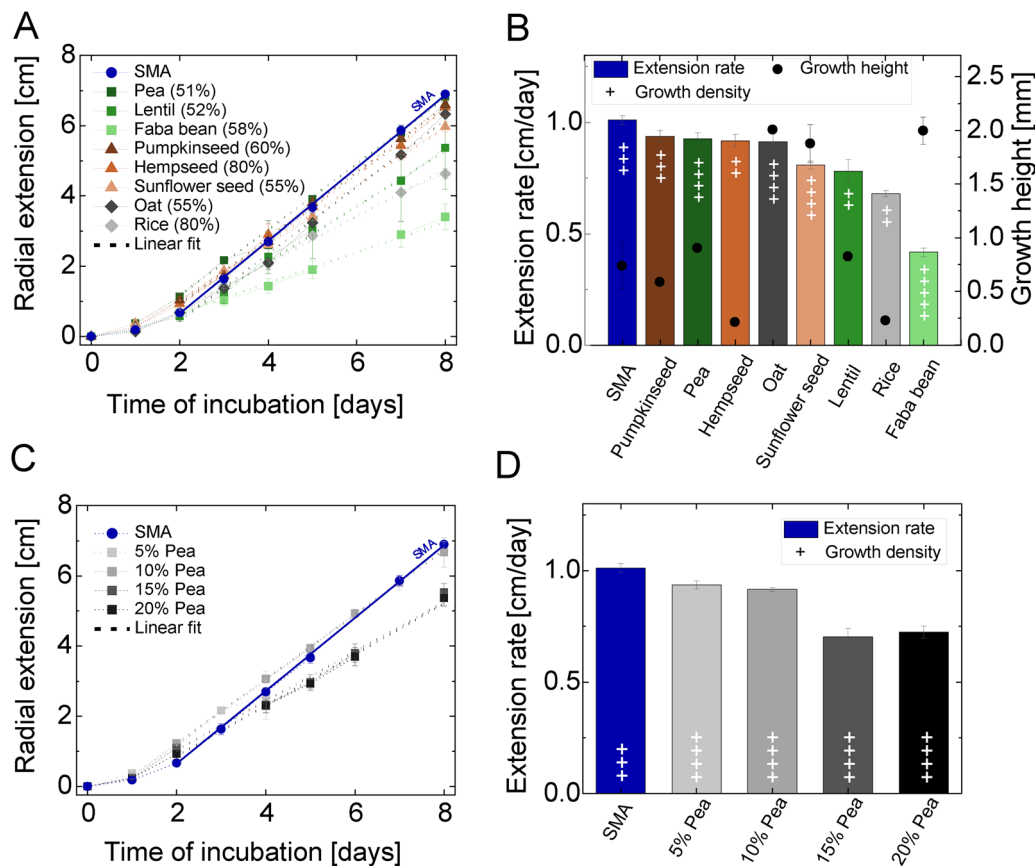 A
Radial extension [cm]
8
6
4
2
0
SMA
Pea (51%)
Lentil (52%)
Faba bean (58%)
Pumpkinseed (60%)
Hempseed (80%)
Sunflower seed (55%)
Oat (55%)
Rice (80%)
Linear fit
SMA
0 2 4 6 8
Time of incubation [days]
B
Extension rate [cm/day]
1.0
0.5
0.0
Extension rate
Growth height
+ Growth density
+++
+++
++++
++
++++
++++
++
++
++++
2.5
2.0
1.5
1.0
0.5
0.0
Growth height [mm]
SMA
Pumpkinseed
Pea
Hempseed
Oat
Sunflower seed
Lentil
Rice
Faba bean
C
Radial extension [cm]
8
6
4
2
0
SMA
5% Pea
10% Pea
15% Pea
20% Pea
Linear fit
SMA
0 2 4 6 8
Time of incubation [days]
D
Extension rate [cm/day]
1.0
0.5
0.0
Extension rate
+ Growth density
+++
++++
++++
++++
++++
SMA
5% Pea
10% Pea
15% Pea
20% Pea